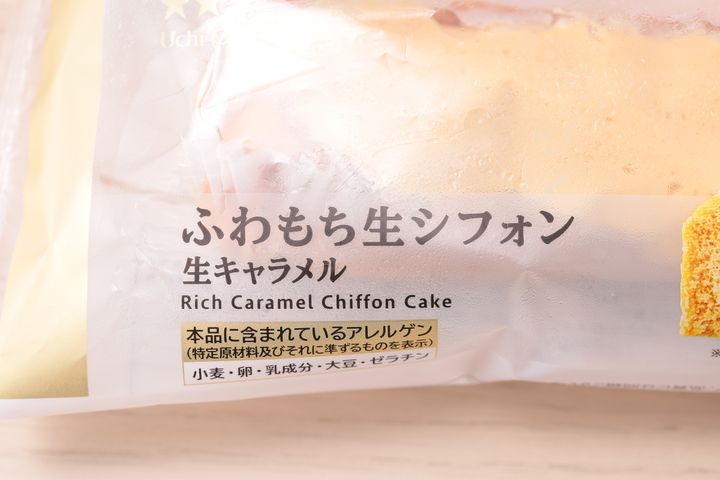 Uchi
ふわもち生シフォン
生キャラメル
Rich Caramel Chiffon Cake
本品に含まれているアレルゲン
(特定原材料及びそれに準ずるものを表示)
小麦・卵・乳成分・大豆・ゼラチン